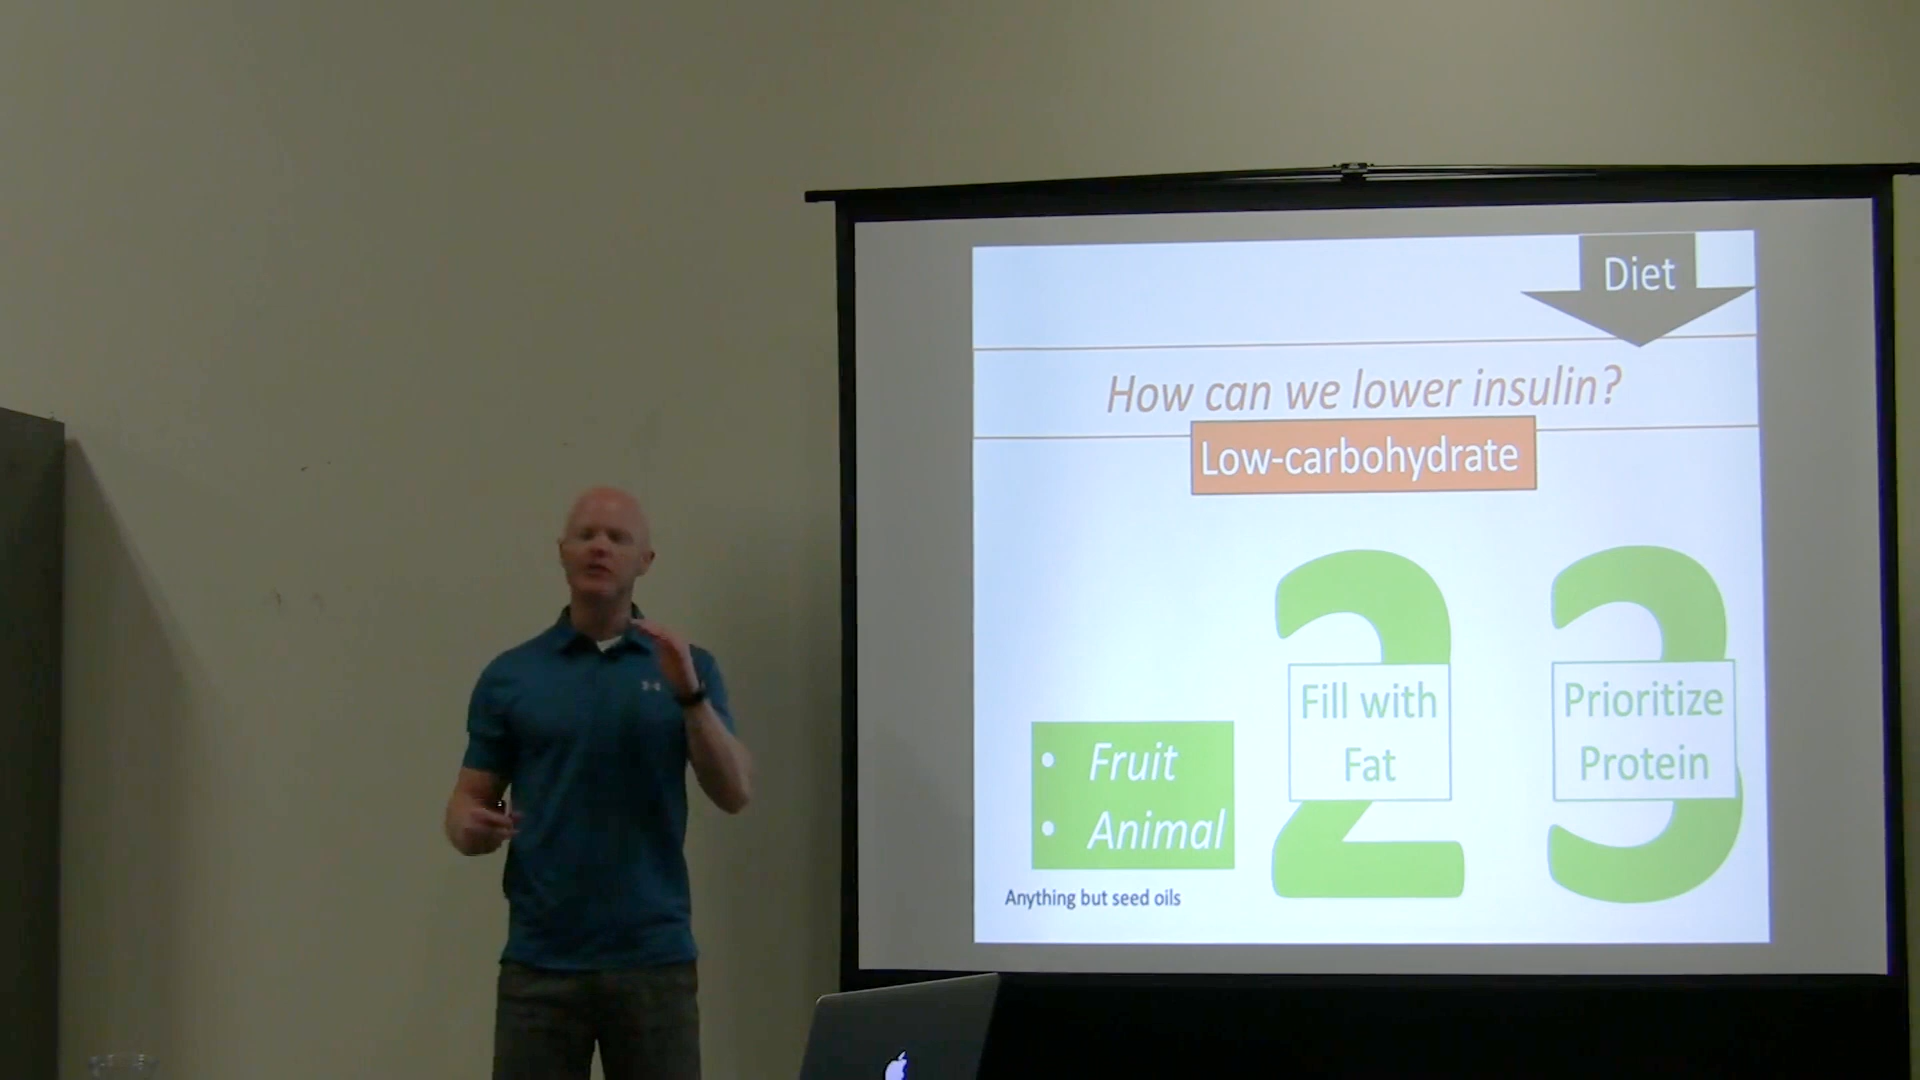 Diet
How can we lower insulin?
Low-carbohydrate
2
3
Fill with
Fat
Prioritize
Protein
• Fruit
• Animal
Anything but seed oils